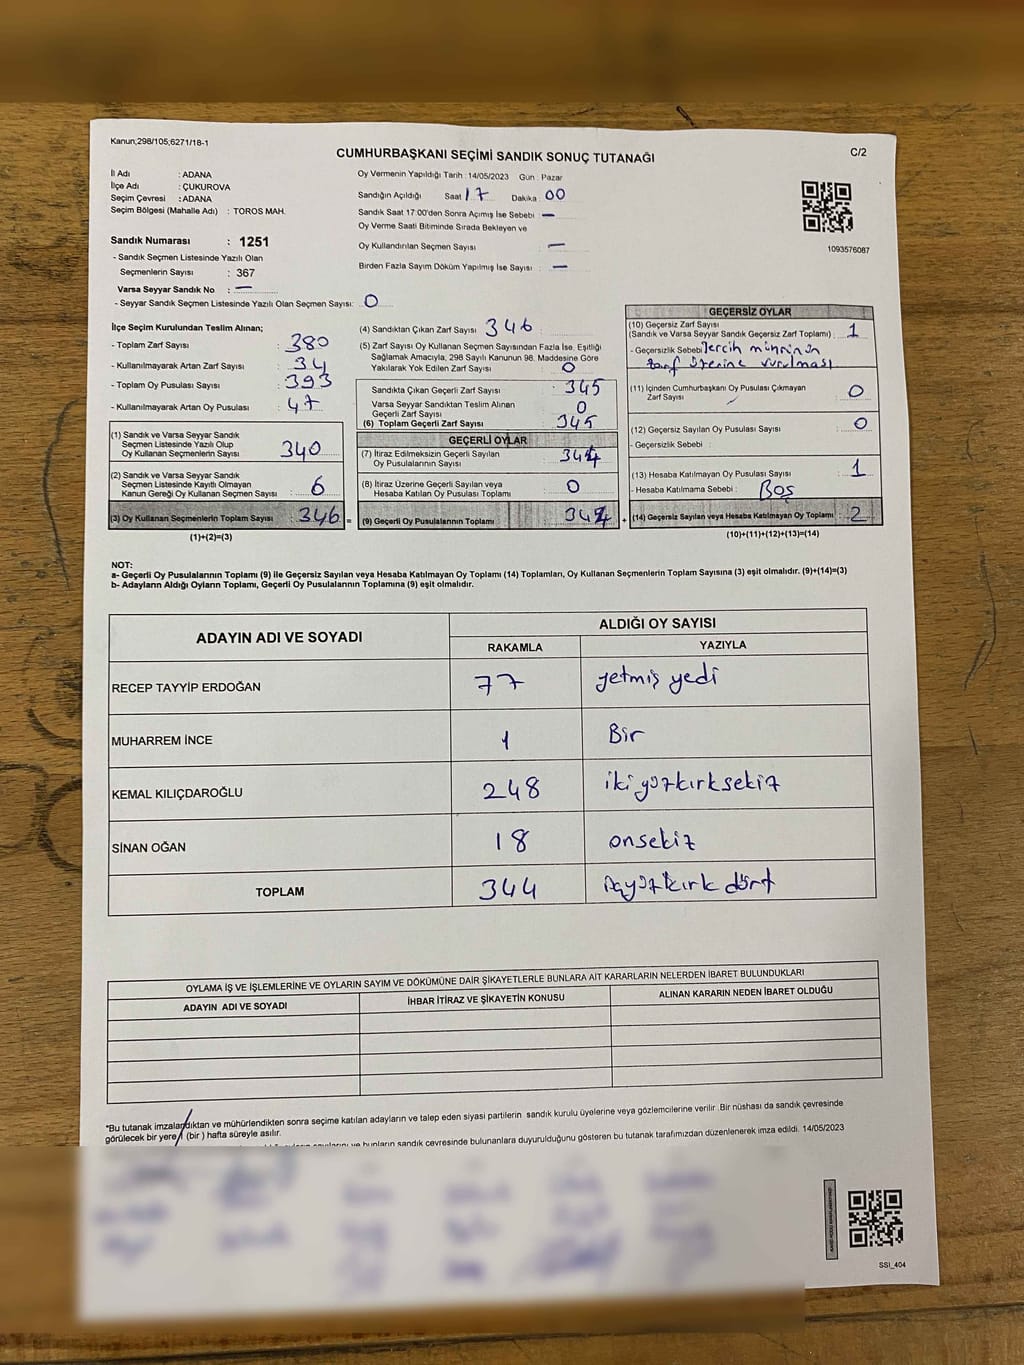 Kanun;298/105;6271/18-1
CUMHURBAŞKANI SEÇİMİ SANDIK SONUÇ TUTANAĞI
C/2
İl Adı : ADANA
İlçe Adı : ÇUKUROVA
Seçim Çevresi : ADANA
Seçim Bölgesi (Mahalle Adı) : TOROS MAH.
Sandık Numarası : 1251
- Sandık Seçmen Listesinde Yazılı Olan
Seçmenlerin Sayısı : 367
Varsa Seyyar Sandık No : —
- Seyyar Sandık Seçmen Listesinde Yazılı Olan Seçmen Sayısı: 0
Oy Vermenin Yapıldığı Tarih : 14/05/2023 Gün : Pazar
Sandığın Açıldığı Saat 17 Dakika : 00
Sandık Saat 17:00'den Sonra Açımış İse Sebebi : —
Oy Verme Saati Bitiminde Sırada Bekleyen ve
Oy Kullandırılan Seçmen Sayısı : —
Birden Fazla Sayım Döküm Yapılmış İse Sayısı : —
1093576087
İlçe Seçim Kurulundan Teslim Alınan;
- Toplam Zarf Sayısı : 380
- Kullanılmayarak Artan Zarf Sayısı : 34
- Toplam Oy Pusulası Sayısı : 393
- Kullanılmayarak Artan Oy Pusulası : 47
(1) Sandık ve Varsa Seyyar Sandık
Seçmen Listesinde Yazılı Olup
Oy Kullanan Seçmenlerin Sayısı : 340
(2) Sandık ve Varsa Seyyar Sandık
Seçmen Listesinde Kayıtlı Olmayan
Kanun Gereği Oy Kullanan Seçmen Sayısı : 6
(3) Oy Kullanan Seçmenlerin Toplam Sayısı : 346 =
(1)+(2)=(3)
(4) Sandıktan Çıkan Zarf Sayısı : 346
(5) Zarf Sayısı Oy Kullanan Seçmen Sayısından Fazla İse, Eşitliği
Sağlamak Amacıyla, 298 Sayılı Kanunun 98. Maddesine Göre
Yakılarak Yok Edilen Zarf Sayısı : 0
Sandıkta Çıkan Geçerli Zarf Sayısı : 345
Varsa Seyyar Sandıktan Teslim Alınan
Geçerli Zarf Sayısı : 0
(6) Toplam Geçerli Zarf Sayısı : 345
GEÇERLİ OYLAR
(7) İtiraz Edilmeksizin Geçerli Sayılan
Oy Pusulalarının Sayısı : 344
(8) İtiraz Üzerine Geçerli Sayılan veya
Hesaba Katılan Oy Pusulası Toplamı : 0
(9) Geçerli Oy Pusulalarının Toplamı : 344 +
GEÇERSİZ OYLAR
(10) Geçersiz Zarf Sayısı
(Sandık ve Varsa Seyyar Sandık Geçersiz Zarf Toplamı) : 1
- Geçersizlik Sebebi : Tercih mührünün
zarf üzerine vurulması
(11) İçinden Cumhurbaşkanı Oy Pusulası Çıkmayan
Zarf Sayısı : 0
(12) Geçersiz Sayılan Oy Pusulası Sayısı : 0
- Geçersizlik Sebebi :
(13) Hesaba Katılmayan Oy Pusulası Sayısı : 1
- Hesaba Katılmama Sebebi : Boş
(14) Geçersiz Sayılan veya Hesaba Katılmayan Oy Toplamı : 2
(10)+(11)+(12)+(13)=(14)
NOT:
a- Geçerli Oy Pusulalarının Toplamı (9) ile Geçersiz Sayılan veya Hesaba Katılmayan Oy Toplamı (14) Toplamları, Oy Kullanan Seçmenlerin Toplam Sayısına (3) eşit olmalıdır. (9)+(14)=(3)
b- Adayların Aldığı Oyların Toplamı, Geçerli Oy Pusulalarının Toplamına (9) eşit olmalıdır.
ADAYIN ADI VE SOYADI
ALDIĞI OY SAYISI
RAKAMLA YAZIYLA
RECEP TAYYİP ERDOĞAN 77 yetmiş yedi
MUHARREM İNCE 1 Bir
KEMAL KILIÇDAROĞLU 248 ikiyüzkırksekiz
SİNAN OĞAN 18 onsekiz
TOPLAM 344 üçyüzkırk dört
OYLAMA İŞ VE İŞLEMLERİNE VE OYLARIN SAYIM VE DÖKÜMÜNE DAİR ŞİKAYETLERLE BUNLARA AİT KARARLARIN NELERDEN İBARET BULUNDUKLARI
ADAYIN ADI VE SOYADI İHBAR İTİRAZ VE ŞİKAYETİN KONUSU ALINAN KARARIN NEDEN İBARET OLDUĞU
*Bu tutanak imzalandıktan ve mühürlendikten sonra seçime katılan adayların ve talep eden siyasi partilerin sandık kurulu üyelerine veya gözlemcilerine verilir .Bir nüshası da sandık çevresinde
görülecek bir yere (bir ) hafta süreyle asılır.
bunların sandık çevresinde bulunanlara duyurulduğunu gösteren bu tutanak tarafımızdan düzenlenerek imza edildi. 14/05/2023
SSI_404